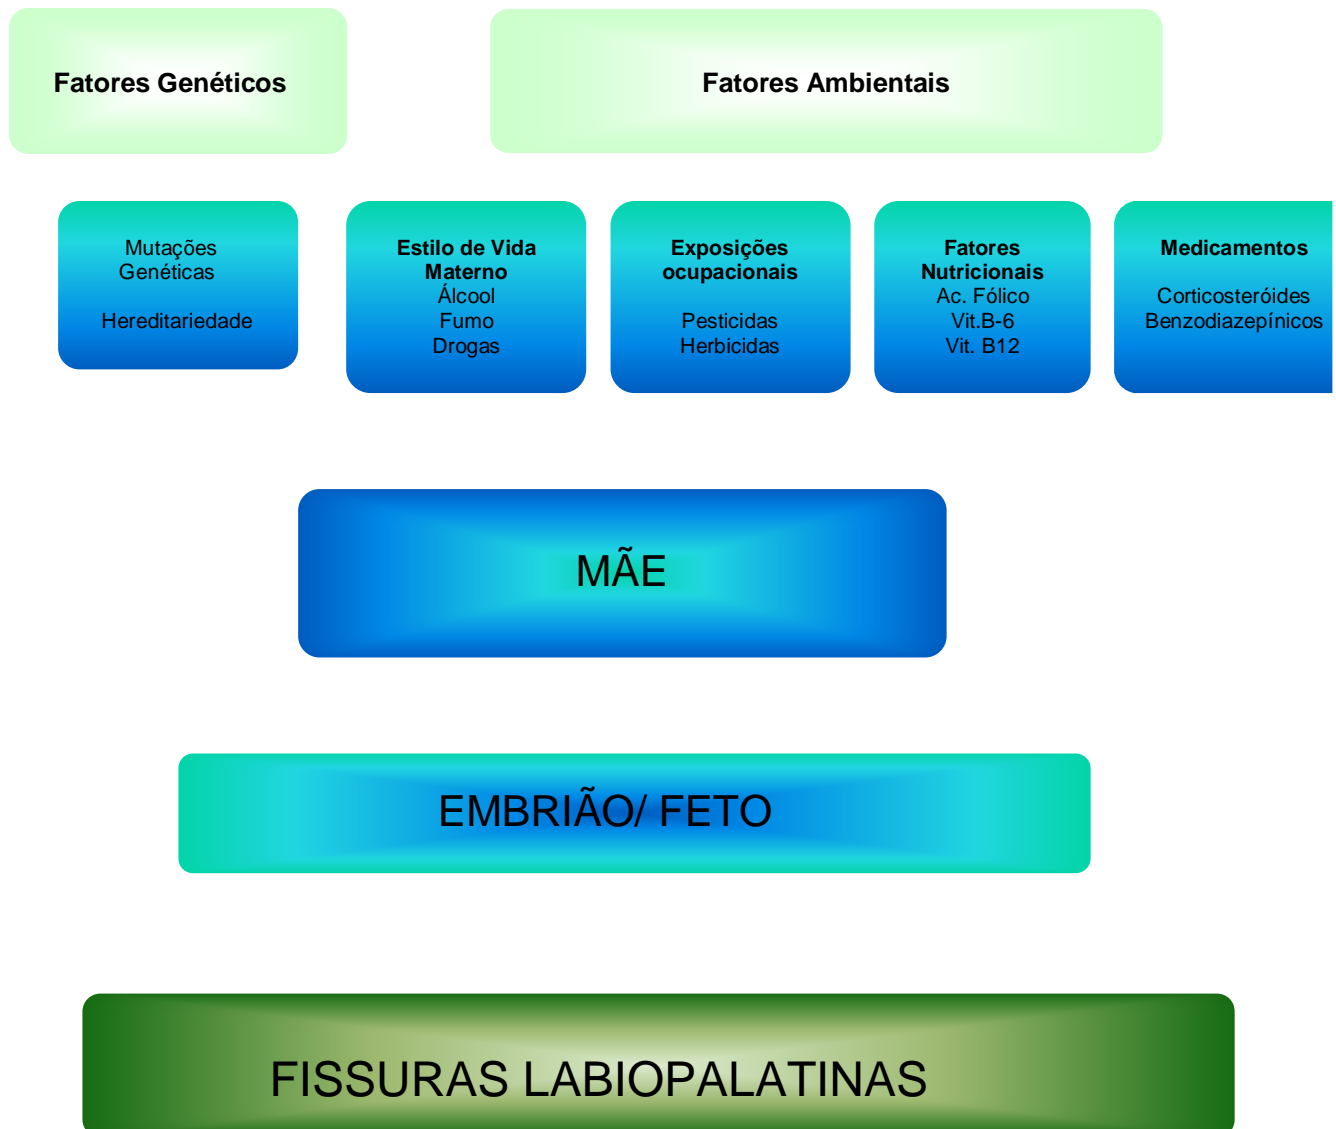 Fatores Genéticos
Fatores Ambientais
Mutações
Genéticas
Hereditariedade
Estilo de Vida
Materno
Álcool
Fumo
Drogas
Exposições
ocupacionais
Pesticidas
Herbicidas
Fatores
Nutricionais
Ac. Fólico
Vit.B-6
Vit. B12
Medicamentos
Corticosteróides
Benzodiazepínicos
MÃE
EMBRIÃO/ FETO
FISSURAS LABIOPALATINAS